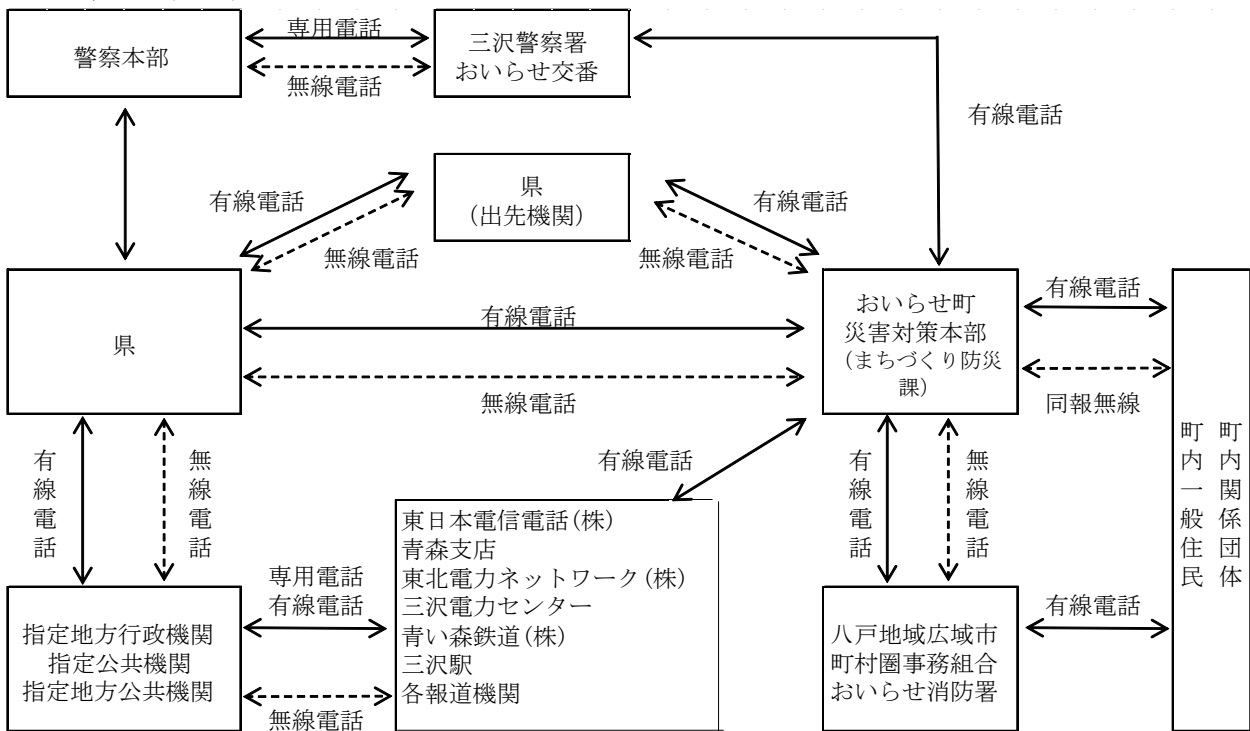 警察本部
専用電話
無線電話
三沢警察署
おいらせ交番
有線電話
県
(出先機関)
有線電話
無線電話
有線電話
無線電話
県
有線電話
無線電話
おいらせ町
災害対策本部
(まちづくり防災
課)
有線電話
同報無線
町内関係団体
町内一般住民
有線電話
無線電話
有線電話
有線電話
無線電話
指定地方行政機関
指定公共機関
指定地方公共機関
専用電話
有線電話
無線電話
東日本電信電話(株)
青森支店
東北電力ネットワーク(株)
三沢電力センター
青い森鉄道(株)
三沢駅
各報道機関
八戸地域広域市
町村圏事務組合
おいらせ消防署
有線電話